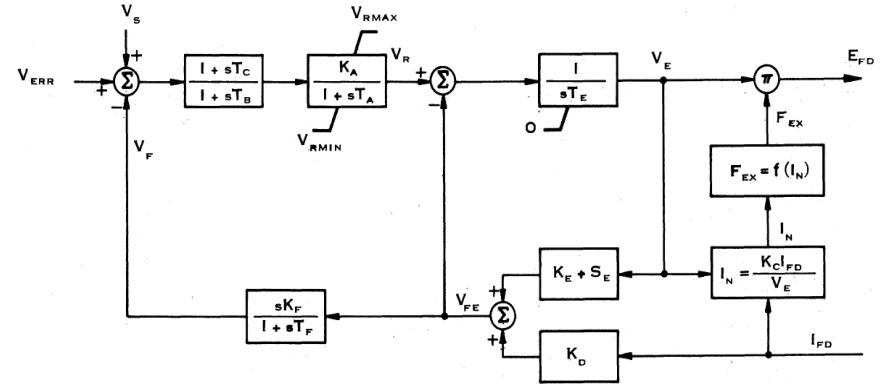 V_S
V_ERR
+
+
−
Σ
1 + sT_C
1 + sT_B
V_RMAX
K_A
1 + sT_A
V_RMIN
V_R
+
−
Σ
1
sT_E
0
V_E
π
E_FD
F_EX
F_EX = f (I_N)
I_N
I_N = K_C I_FD
V_E
V_F
K_E + S_E
+
+
Σ
V_FE
sK_F
1 + sT_F
K_D
I_FD